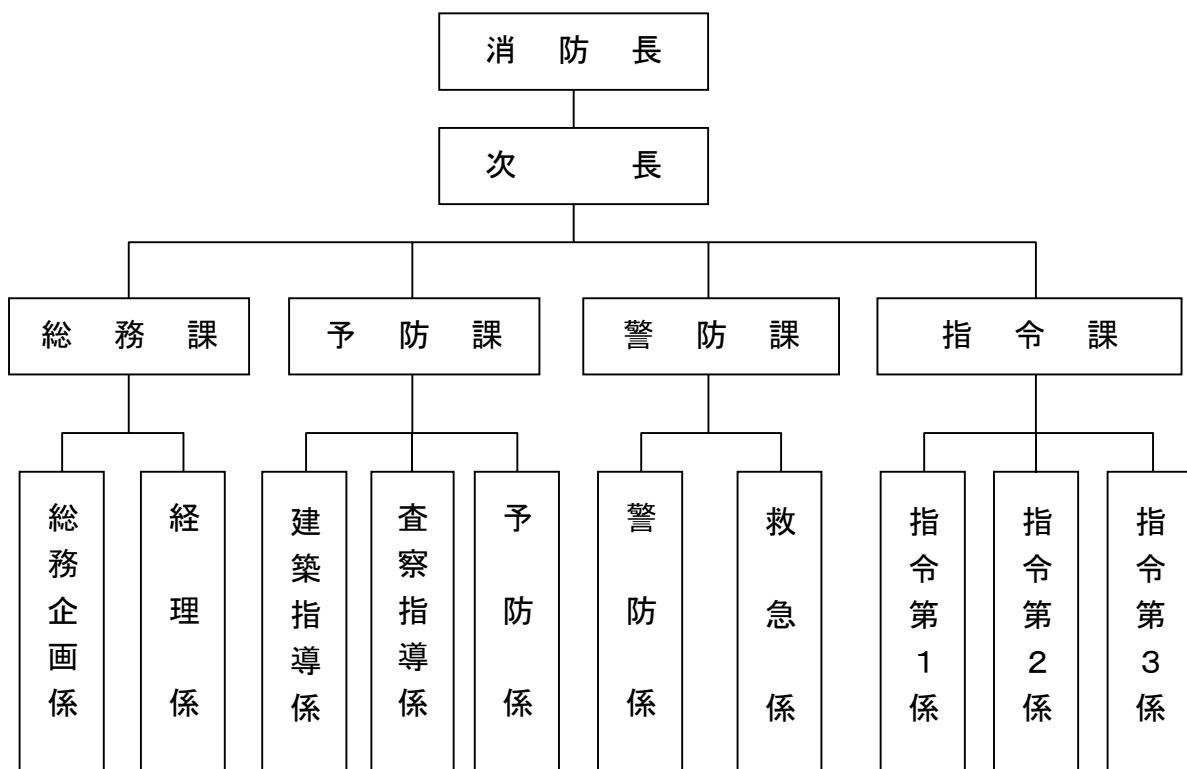 消防長
次長
総務課
予防課
警防課
指令課
総務企画係
経理係
建築指導係
査察指導係
予防係
警防係
救急係
指令第1係
指令第2係
指令第3係